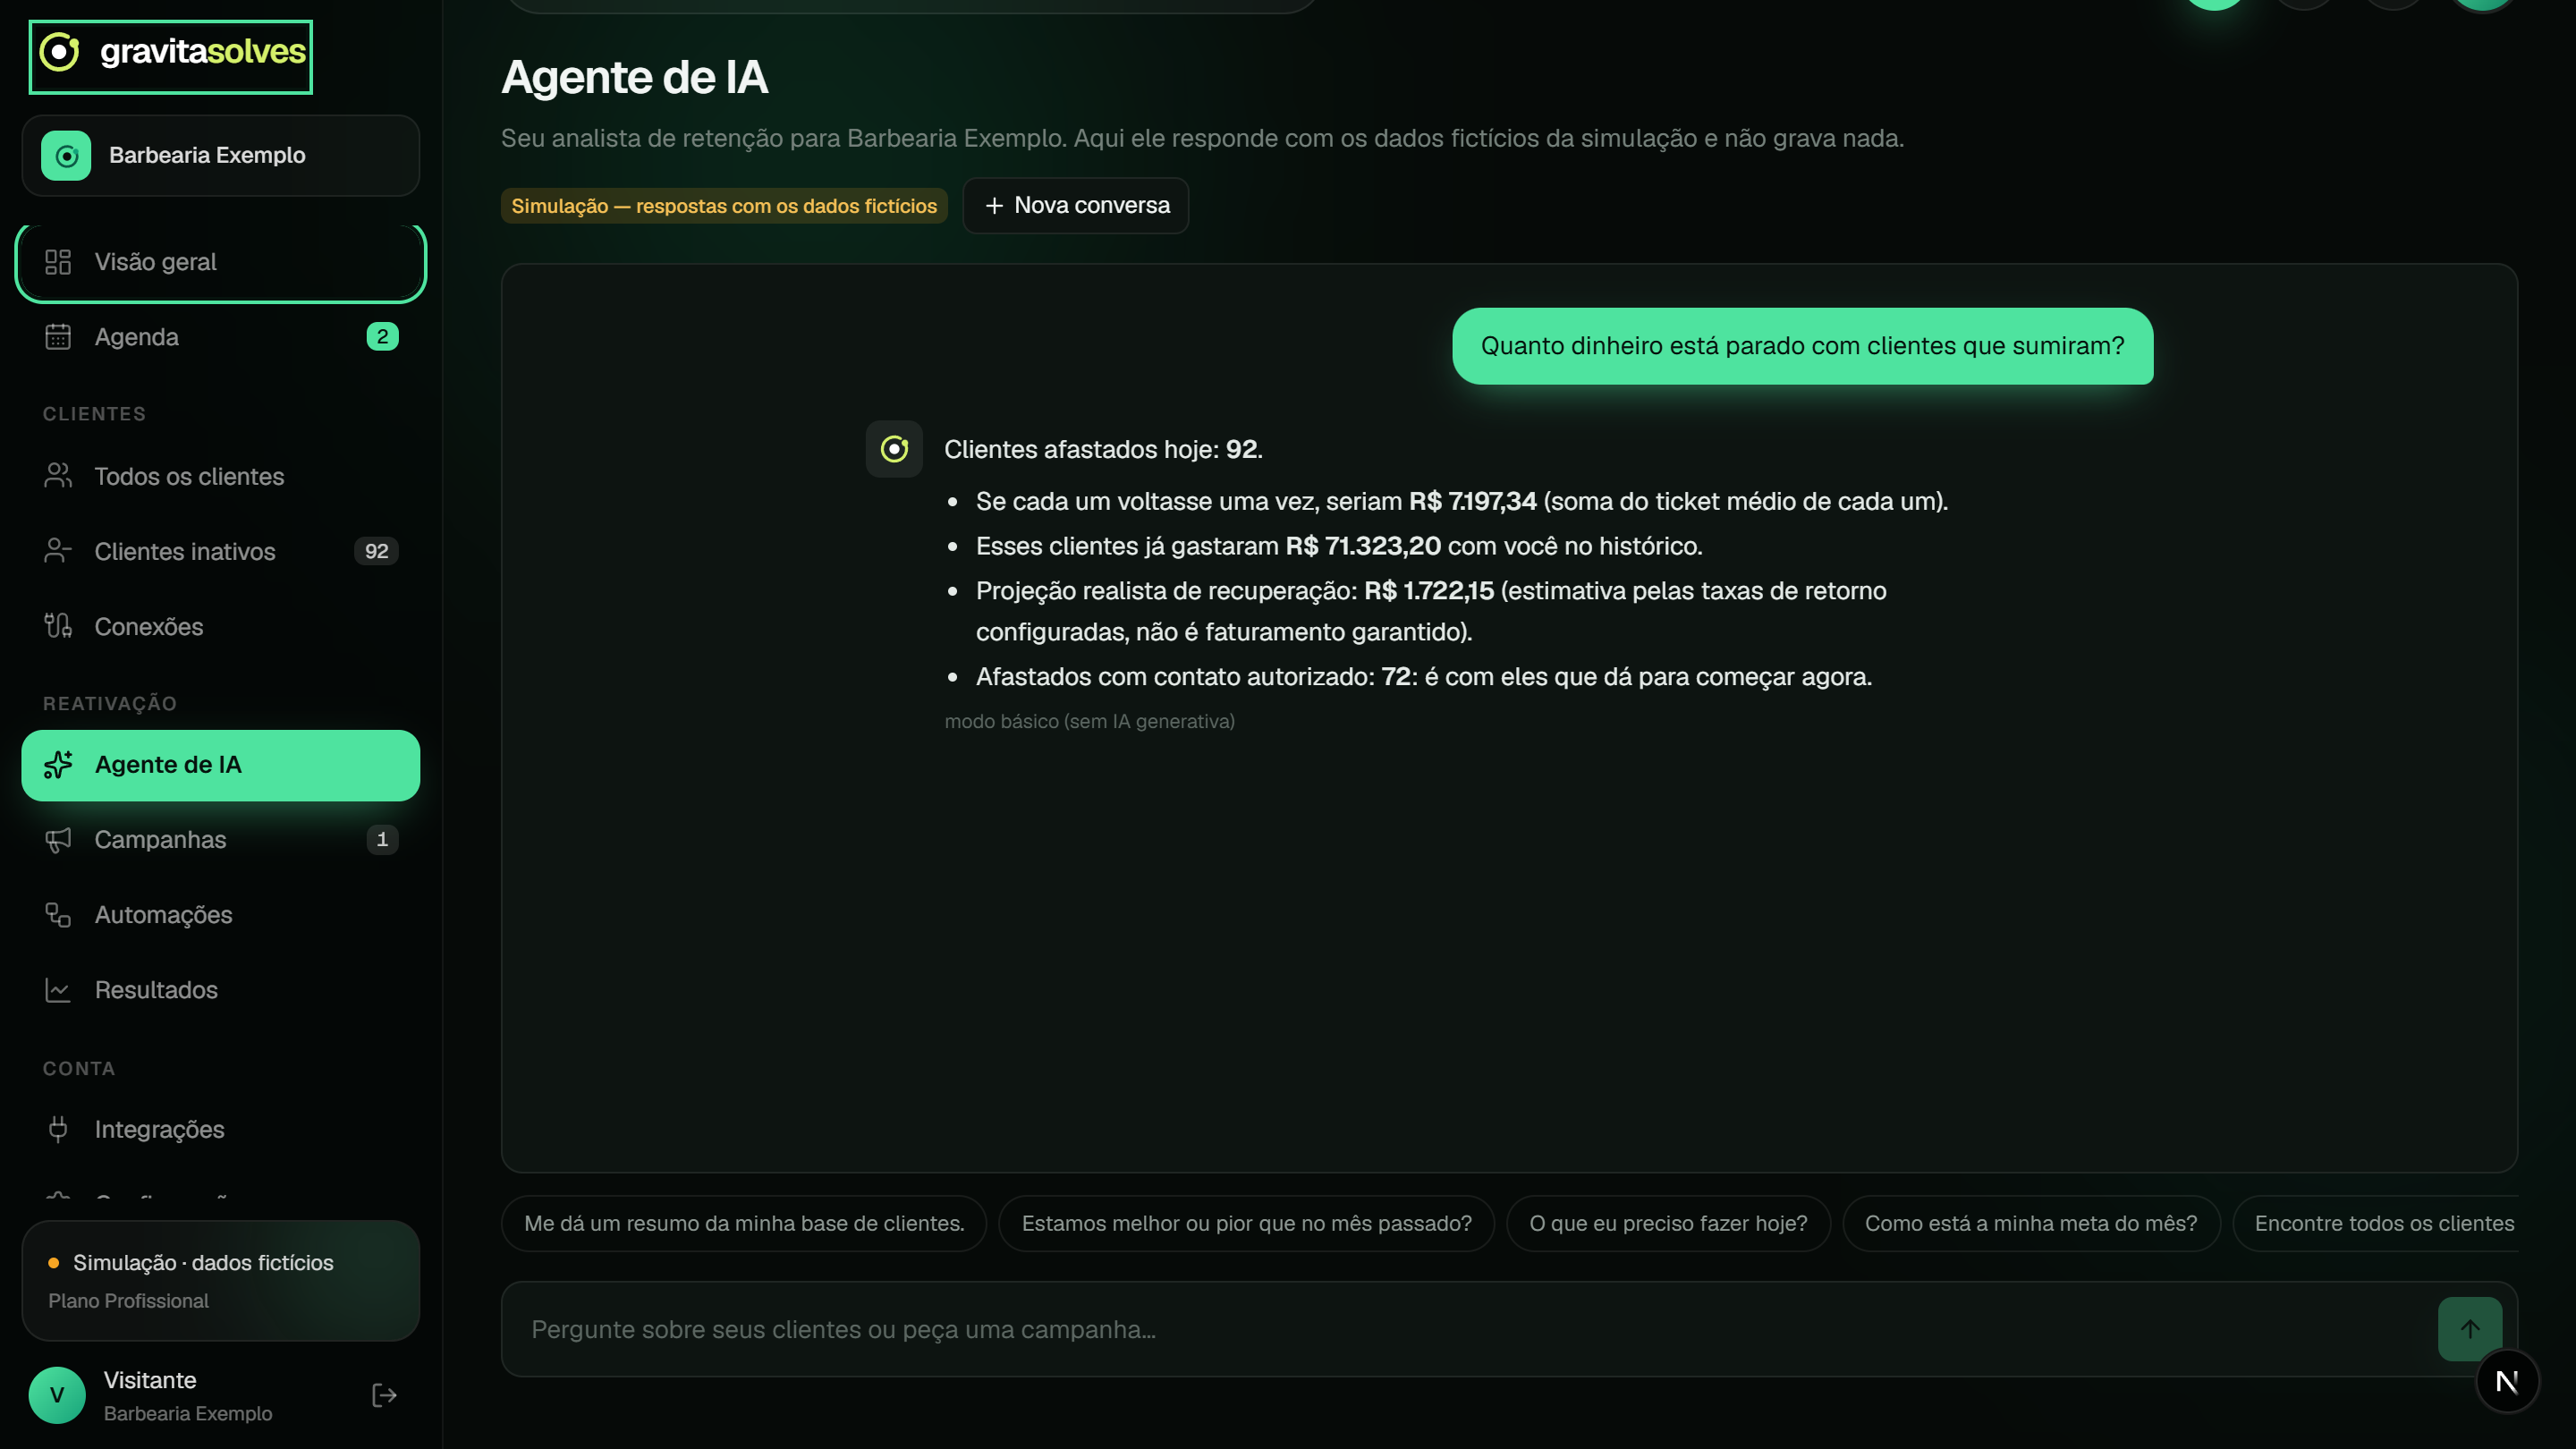 gravitasolves
Barbearia Exemplo
Visão geral
Agenda 2
CLIENTES
Todos os clientes
Clientes inativos 92
Conexões
REATIVAÇÃO
Agente de IA
Campanhas 1
Automações
Resultados
CONTA
Integrações
Simulação · dados fictícios
Plano Profissional
V
Visitante
Barbearia Exemplo
Agente de IA
Seu analista de retenção para Barbearia Exemplo. Aqui ele responde com os dados fictícios da simulação e não grava nada.
Simulação — respostas com os dados fictícios
Nova conversa
Quanto dinheiro está parado com clientes que sumiram?
Clientes afastados hoje: 92.
• Se cada um voltasse uma vez, seriam R$ 7.197,34 (soma do ticket médio de cada um).
• Esses clientes já gastaram R$ 71.323,20 com você no histórico.
• Projeção realista de recuperação: R$ 1.722,15 (estimativa pelas taxas de retorno
configuradas, não é faturamento garantido).
• Afastados com contato autorizado: 72: é com eles que dá para começar agora.
modo básico (sem IA generativa)
Me dá um resumo da minha base de clientes.
Estamos melhor ou pior que no mês passado?
O que eu preciso fazer hoje?
Como está a minha meta do mês?
Encontre todos os clientes
Pergunte sobre seus clientes ou peça uma campanha...
N